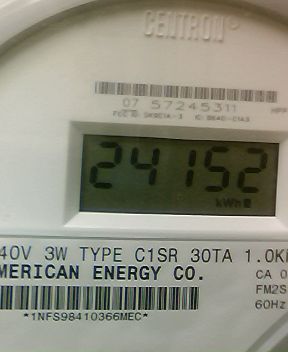 CENTRON®
07 57245311
24152
kWh
40V 3W TYPE C1SR 30TA 1.0K
MERICAN ENERGY CO.
CA 0
FM2S
60Hz
*1NFS98410366MEC*